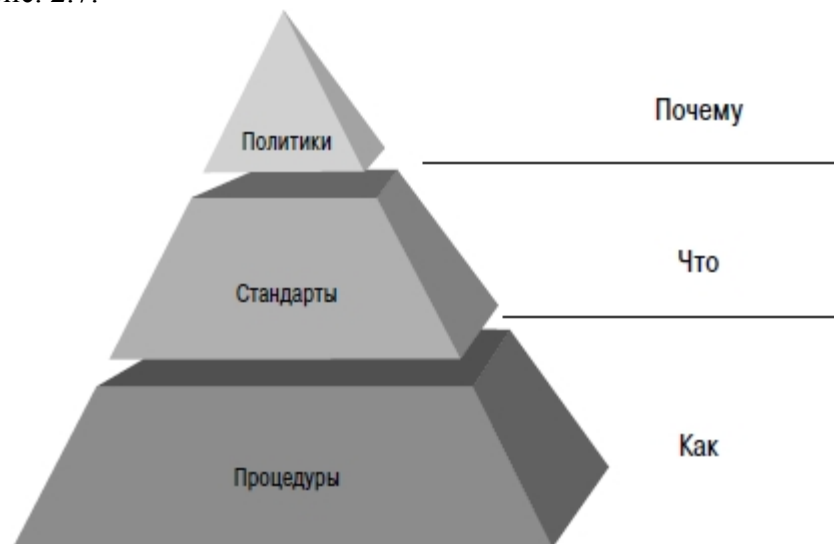 Почему
Политики
Что
Стандарты
Как
Процедуры